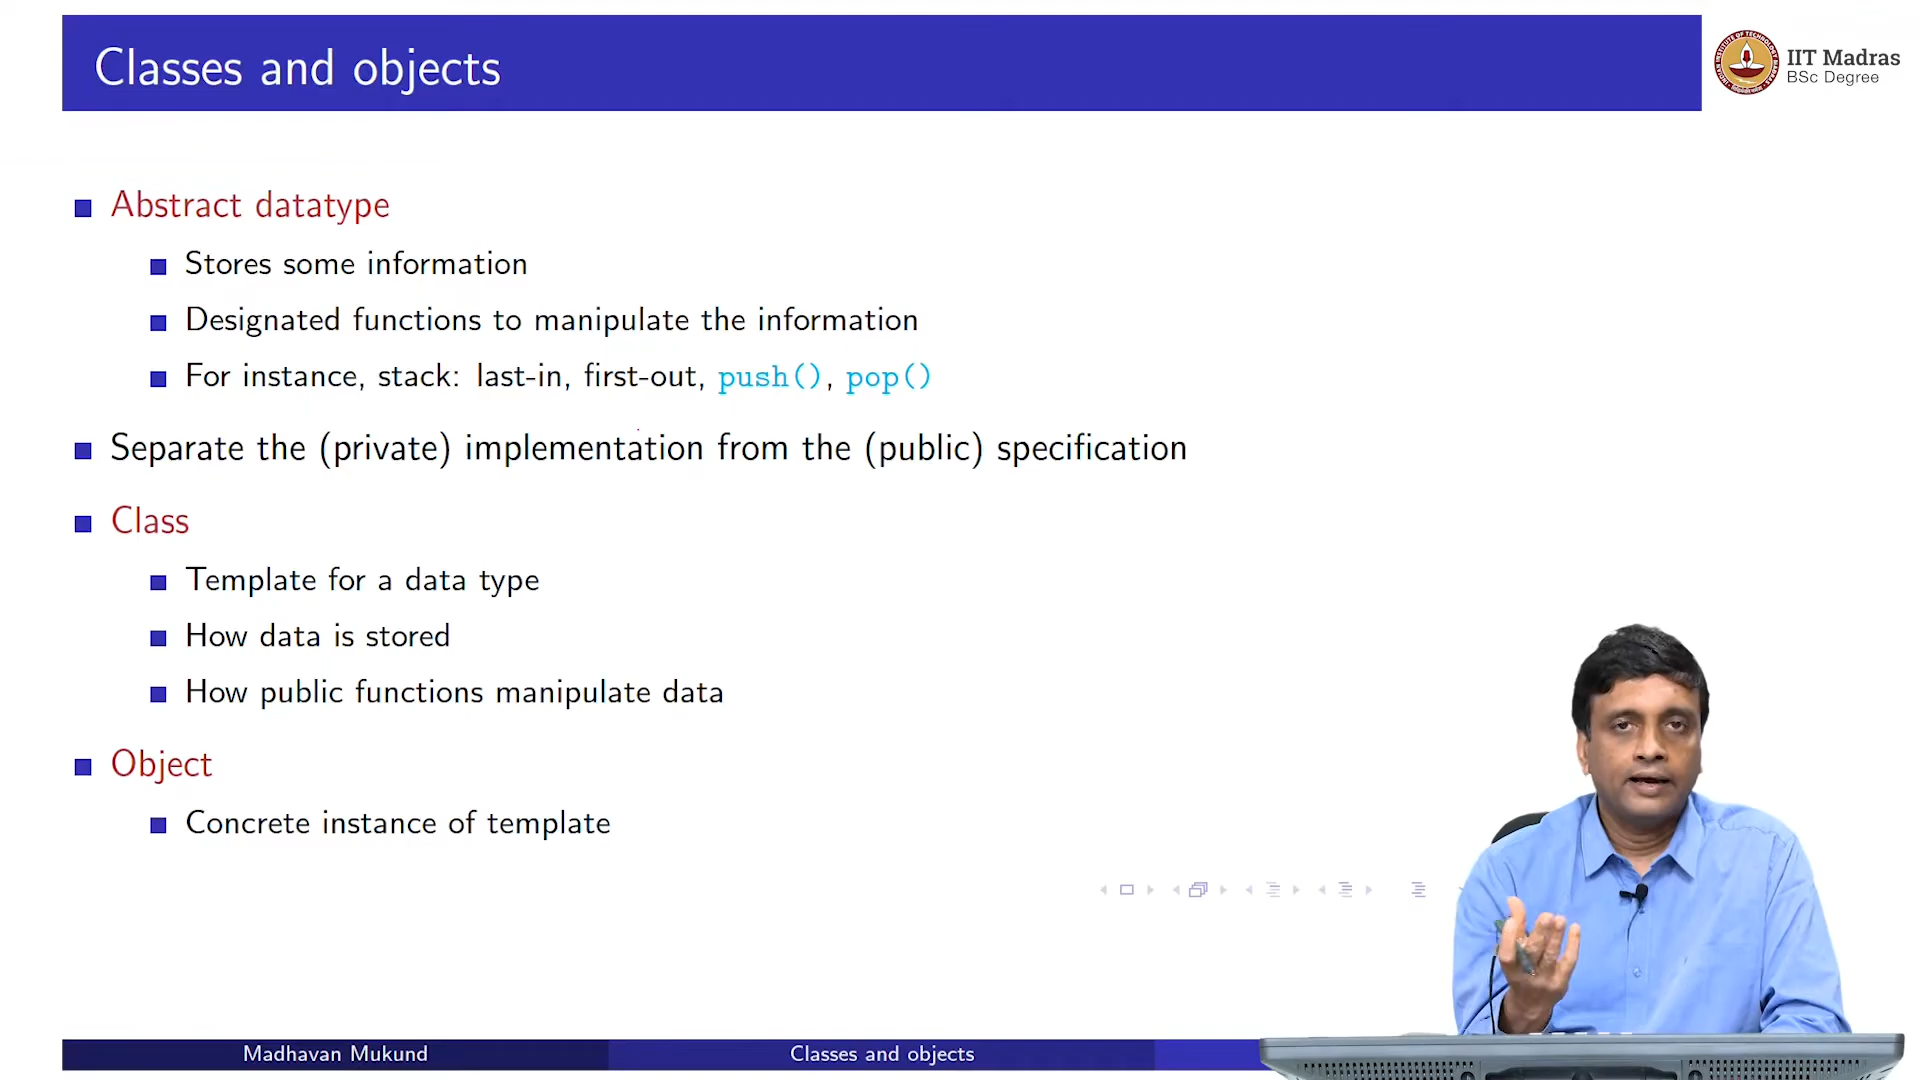 Classes and objects
IIT Madras
BSc Degree
Abstract datatype
Stores some information
Designated functions to manipulate the information
For instance, stack: last-in, first-out, push(), pop()
Separate the (private) implementation from the (public) specification
Class
Template for a data type
How data is stored
How public functions manipulate data
Object
Concrete instance of template
Madhavan Mukund
Classes and objects